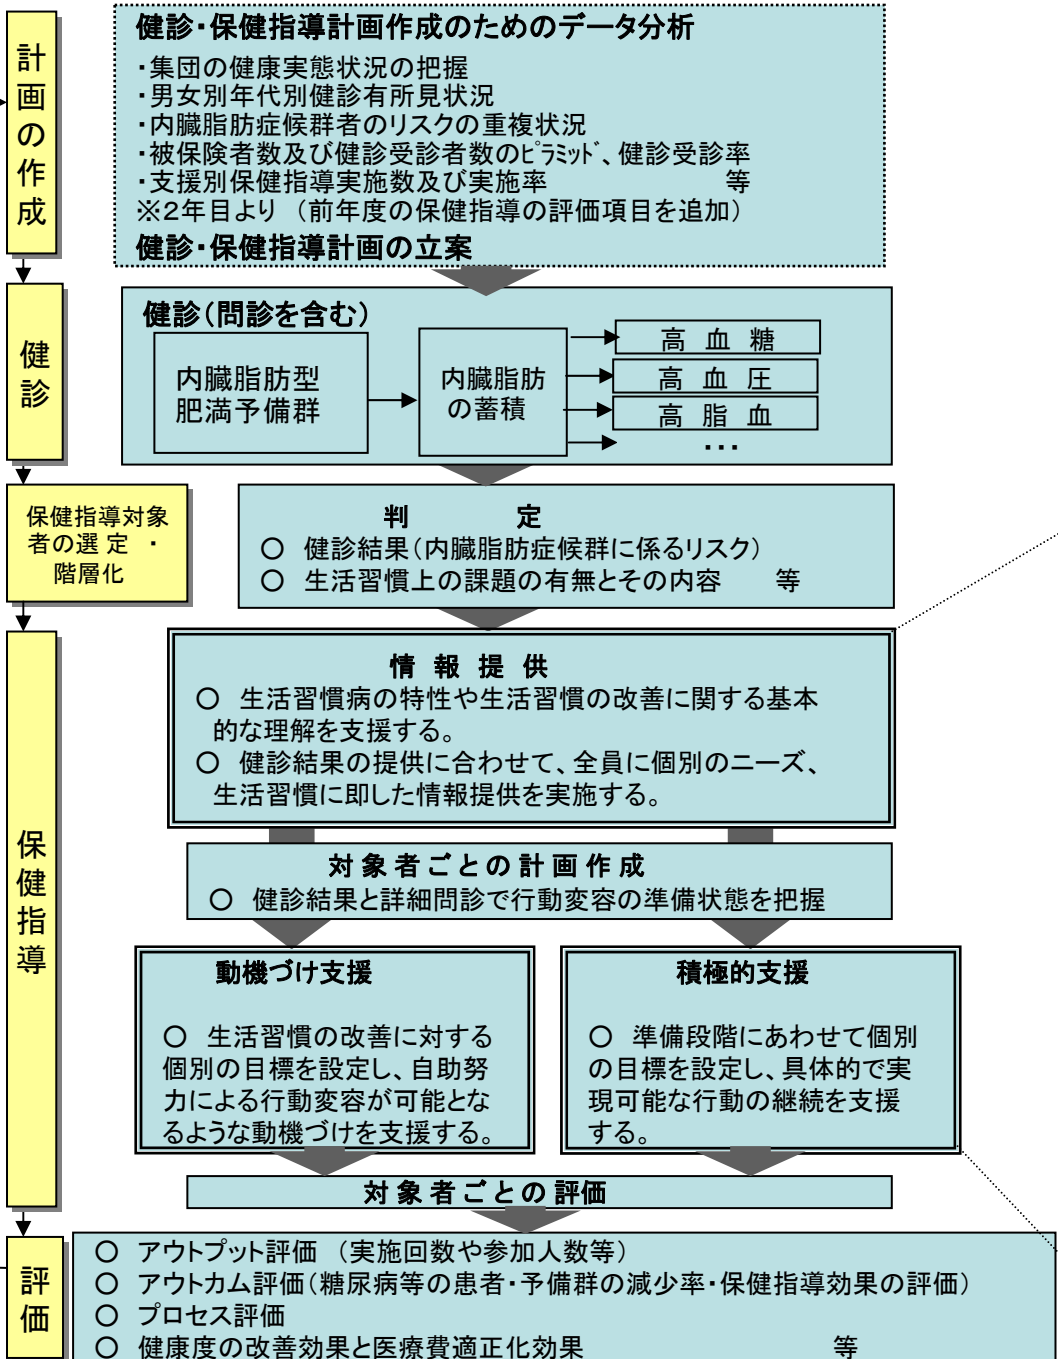 計画の作成
健診・保健指導計画作成のためのデータ分析
・集団の健康実態状況の把握
・男女別年代別健診有所見状況
・内臓脂肪症候群者のリスクの重複状況
・被保険者数及び健診受診者数のﾋﾟﾗﾐｯﾄﾞ、健診受診率
・支援別保健指導実施数及び実施率 等
※2年目より （前年度の保健指導の評価項目を追加）
健診・保健指導計画の立案
健診
健診（問診を含む）
内臓脂肪型
肥満予備群
内臓脂肪
の蓄積
高 血 糖
高 血 圧
高 脂 血
・・・
保健指導対象
者の選 定 ・
階層化
判 定
○ 健診結果（内臓脂肪症候群に係るリスク）
○ 生活習慣上の課題の有無とその内容 等
保健指導
情 報 提 供
○ 生活習慣病の特性や生活習慣の改善に関する基本
的な理解を支援する。
○ 健診結果の提供に合わせて、全員に個別のニーズ、
生活習慣に即した情報提供を実施する。
対 象 者 ご と の 計 画 作 成
○ 健診結果と詳細問診で行動変容の準備状態を把握
動機づけ支援
○ 生活習慣の改善に対する
個別の目標を設定し、自助努
力による行動変容が可能とな
るような動機づけを支援する。
積極的支援
○ 準備段階にあわせて個別
の目標を設定し、具体的で実
現可能な行動の継続を支援
する。
対 象 者 ご と の 評価
評価
○ アウトプット評価 （実施回数や参加人数等）
○ アウトカム評価（糖尿病等の患者・予備群の減少率・保健指導効果の評価）
○ プロセス評価
○ 健康度の改善効果と医療費適正化効果 等